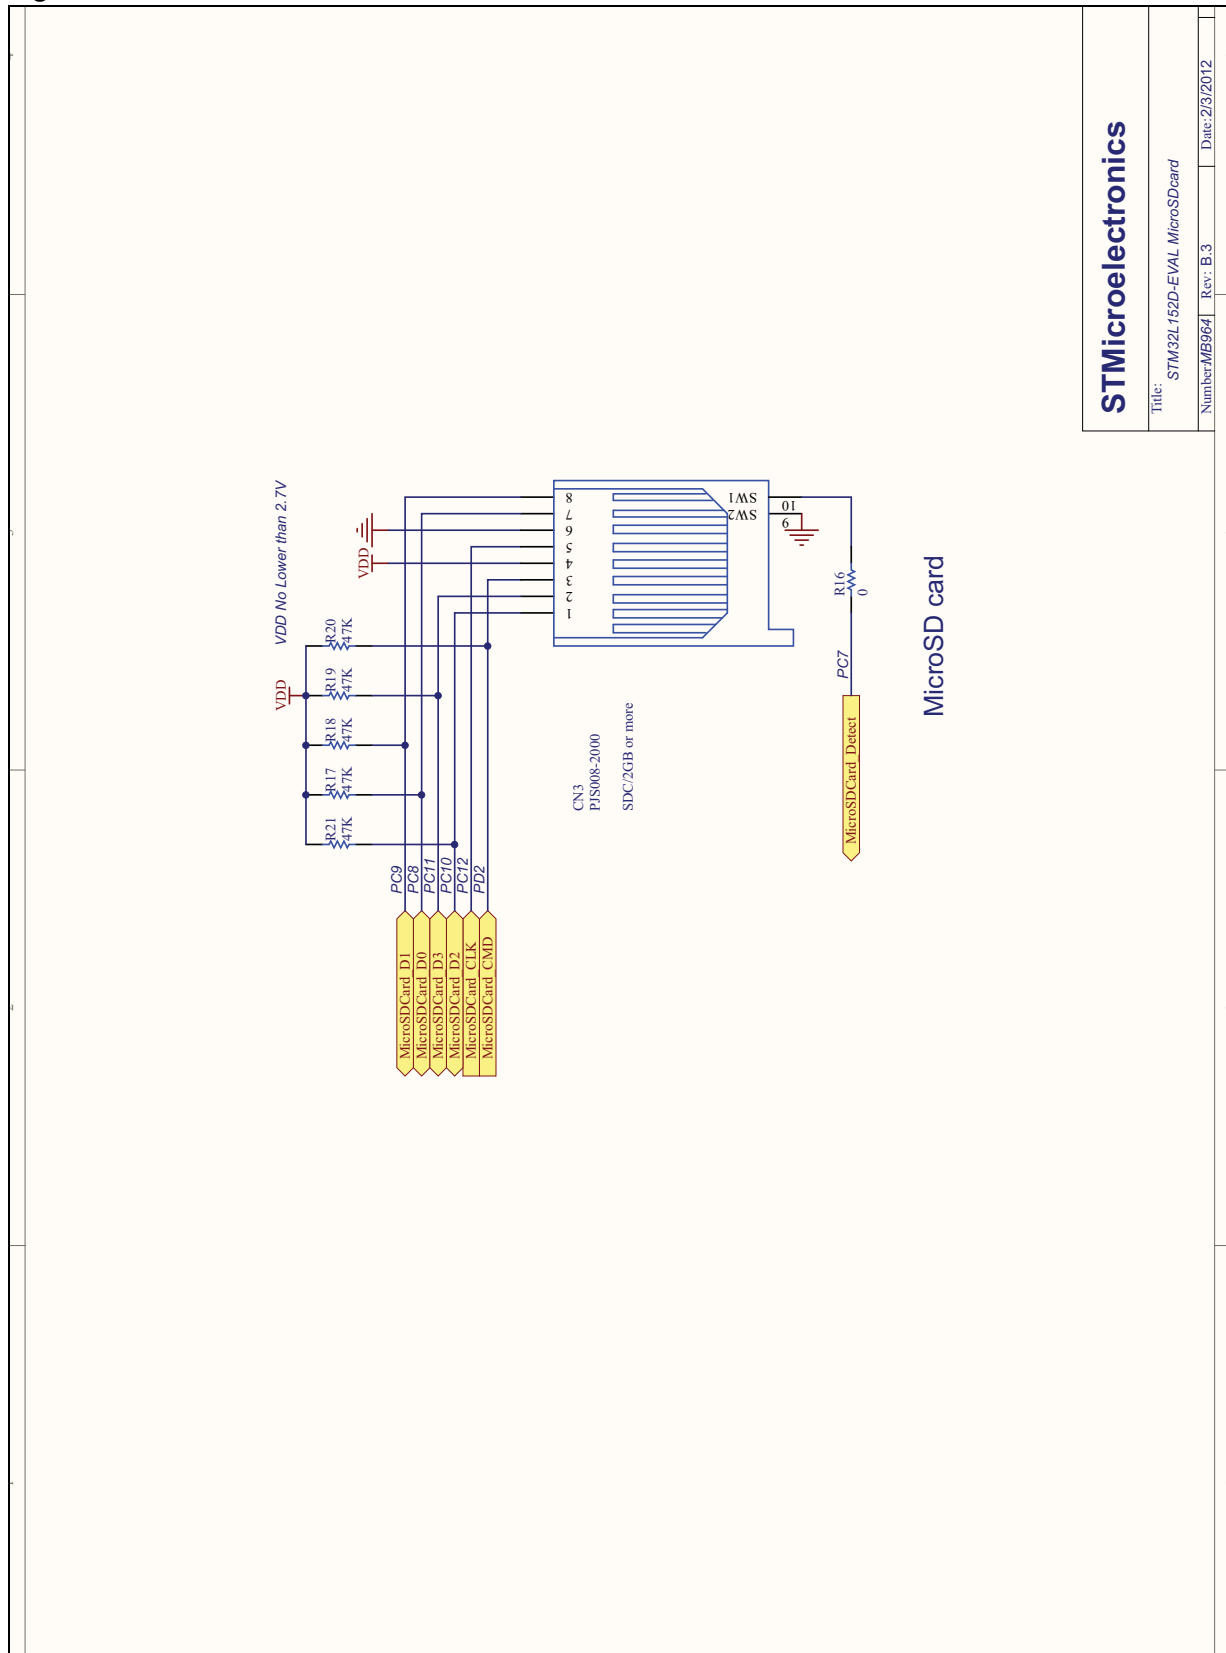 VDD No Lower than 2.7V
VDD
R21
47K
R17
47K
R18
47K
R19
47K
R20
47K
VDD
MicroSDCard_D1
PC9
MicroSDCard_D0
PC8
MicroSDCard_D3
PC11
MicroSDCard_D2
PC10
MicroSDCard_CLK
PC12
MicroSDCard_CMD
PD2
1
2
3
4
5
6
7
8
CN3
PJS008-2000
SDC/2GB or more
SW2
SW1
9
10
R16
0
PC7
MicroSDCard_Detect
MicroSD card
STMicroelectronics
Title:
STM32L152D-EVAL MicroSDcard
Number:MB964
Rev: B.3
Date:2/3/2012